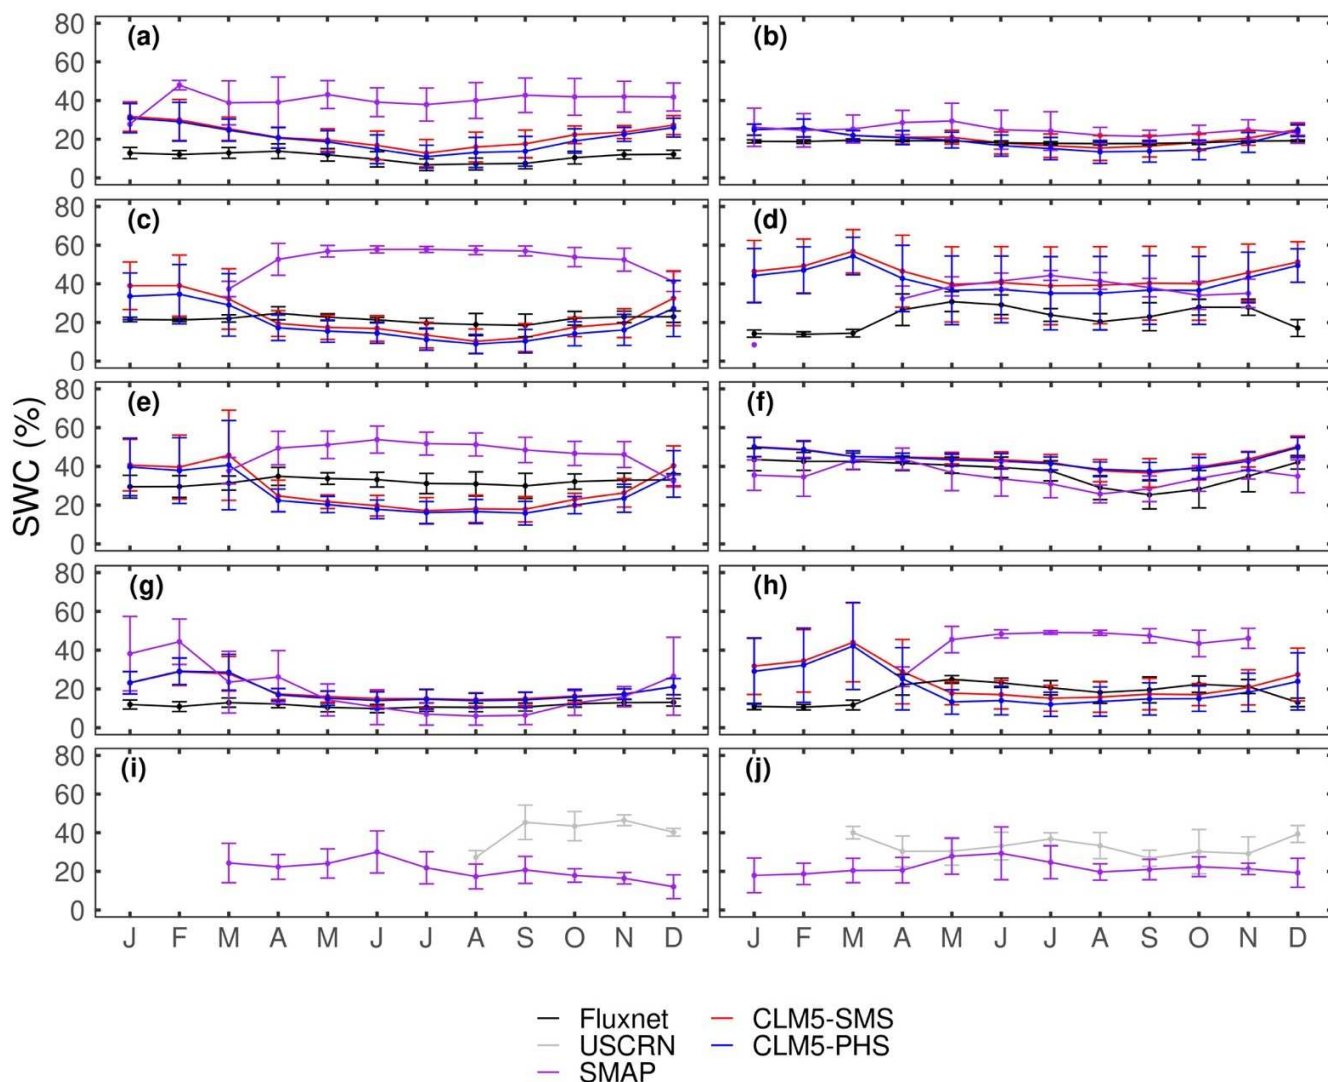 SWC (%)
(a) (b)
80
60
40
20
0
(c) (d)
80
60
40
20
0
(e) (f)
80
60
40
20
0
(g) (h)
80
60
40
20
0
(i) (j)
80
60
40
20
0
J F M A M J J A S O N D J F M A M J J A S O N D
Fluxnet CLM5-SMS
USCRN CLM5-PHS
SMAP